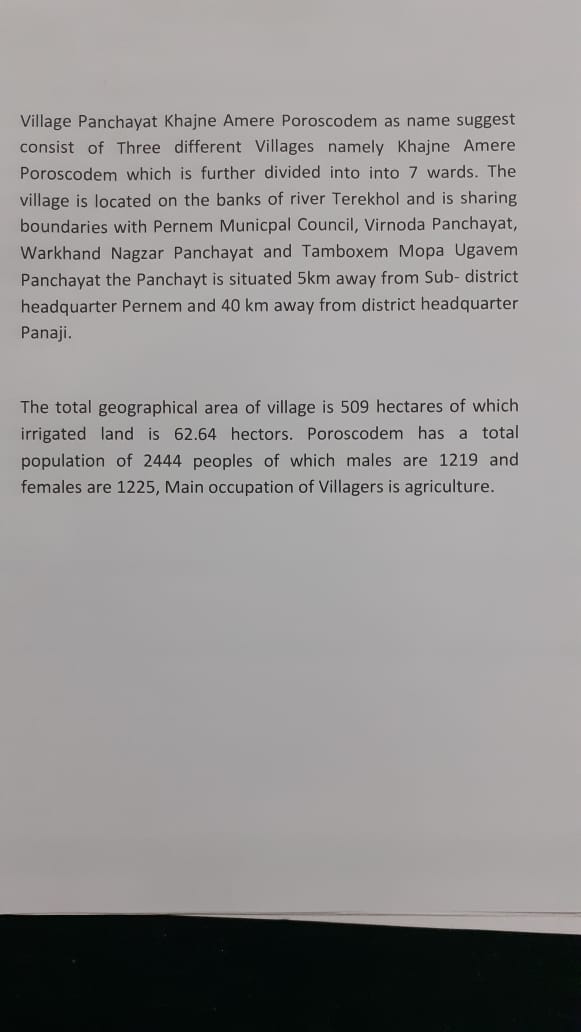 Village Panchayat Khajne Amere Poroscodem as name suggest
consist of Three different Villages namely Khajne Amere
Poroscodem which is further divided into into 7 wards. The
village is located on the banks of river Terekhol and is sharing
boundaries with Pernem Municpal Council, Virnoda Panchayat,
Warkhand Nagzar Panchayat and Tamboxem Mopa Ugavem
Panchayat the Panchayt is situated 5km away from Sub- district
headquarter Pernem and 40 km away from district headquarter
Panaji.
The total geographical area of village is 509 hectares of which
irrigated land is 62.64 hectors. Poroscodem has a total
population of 2444 peoples of which males are 1219 and
females are 1225, Main occupation of Villagers is agriculture.